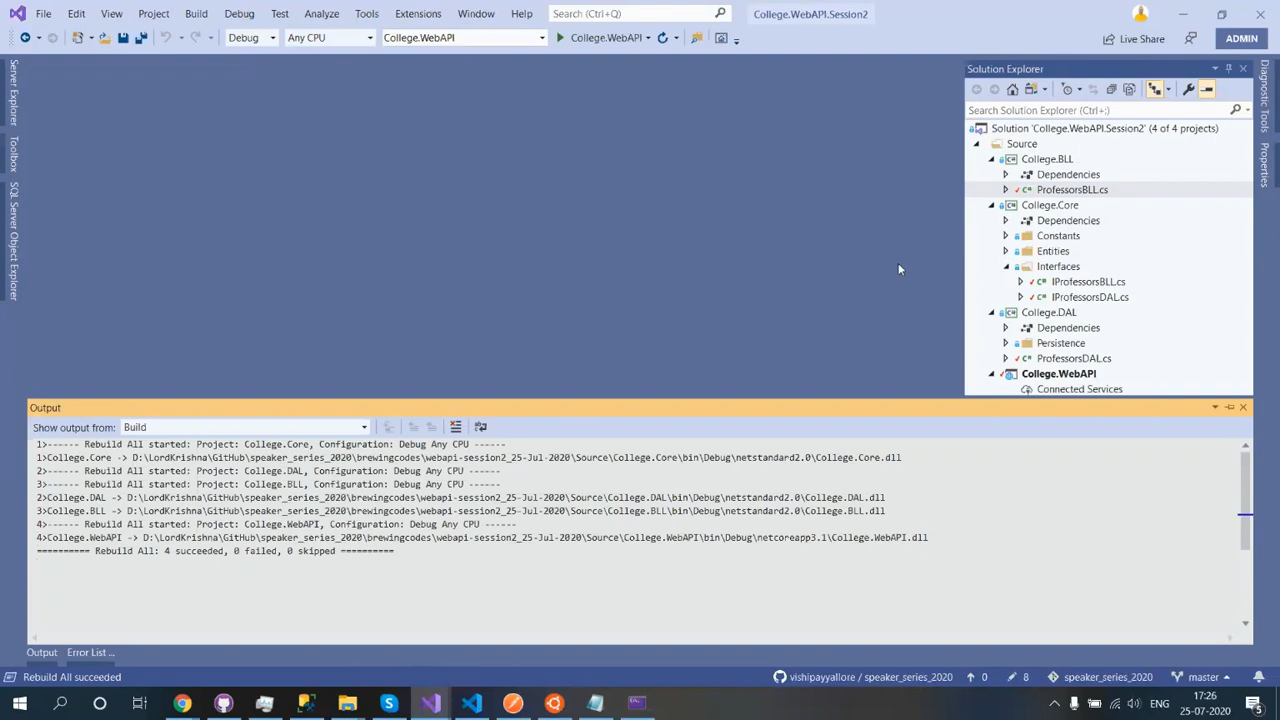 File Edit View Project Build Debug Test Analyze Tools Extensions Window Help Search (Ctrl+Q) College.WebAPI.Session2
Debug Any CPU College.WebAPI College.WebAPI Live Share ADMIN
Server Explorer
Toolbox
SQL Server Object Explorer
Solution Explorer
Search Solution Explorer (Ctrl+;)
Solution 'College.WebAPI.Session2' (4 of 4 projects)
Source
College.BLL
Dependencies
ProfessorsBLL.cs
College.Core
Dependencies
Constants
Entities
Interfaces
IProfessorsBLL.cs
IProfessorsDAL.cs
College.DAL
Dependencies
Persistence
ProfessorsDAL.cs
College.WebAPI
Connected Services
Diagnostic Tools
Properties
Output
Show output from: Build
1>------ Rebuild All started: Project: College.Core, Configuration: Debug Any CPU ------
1>College.Core -> D:\LordKrishna\GitHub\speaker_series_2020\brewingcodes\webapi-session2_25-Jul-2020\Source\College.Core\bin\Debug\netstandard2.0\College.Core.dll
2>------ Rebuild All started: Project: College.DAL, Configuration: Debug Any CPU ------
3>------ Rebuild All started: Project: College.BLL, Configuration: Debug Any CPU ------
2>College.DAL -> D:\LordKrishna\GitHub\speaker_series_2020\brewingcodes\webapi-session2_25-Jul-2020\Source\College.DAL\bin\Debug\netstandard2.0\College.DAL.dll
3>College.BLL -> D:\LordKrishna\GitHub\speaker_series_2020\brewingcodes\webapi-session2_25-Jul-2020\Source\College.BLL\bin\Debug\netstandard2.0\College.BLL.dll
4>------ Rebuild All started: Project: College.WebAPI, Configuration: Debug Any CPU ------
4>College.WebAPI -> D:\LordKrishna\GitHub\speaker_series_2020\brewingcodes\webapi-session2_25-Jul-2020\Source\College.WebAPI\bin\Debug\netcoreapp3.1\College.WebAPI.dll
========== Rebuild All: 4 succeeded, 0 failed, 0 skipped ==========
Output Error List ...
Rebuild All succeeded vishipayyallore / speaker_series_2020 0 8 speaker_series_2020 master
ENG 17:26
25-07-2020 5